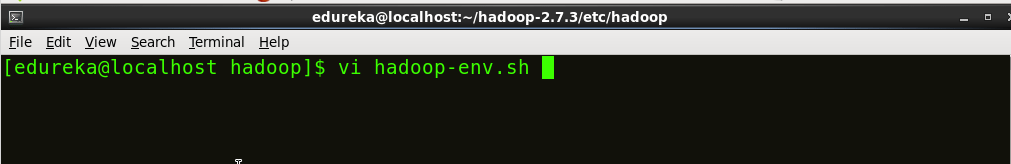 edureka@localhost:~/hadoop-2.7.3/etc/hadoop
File Edit View Search Terminal Help
[edureka@localhost hadoop]$ vi hadoop-env.sh